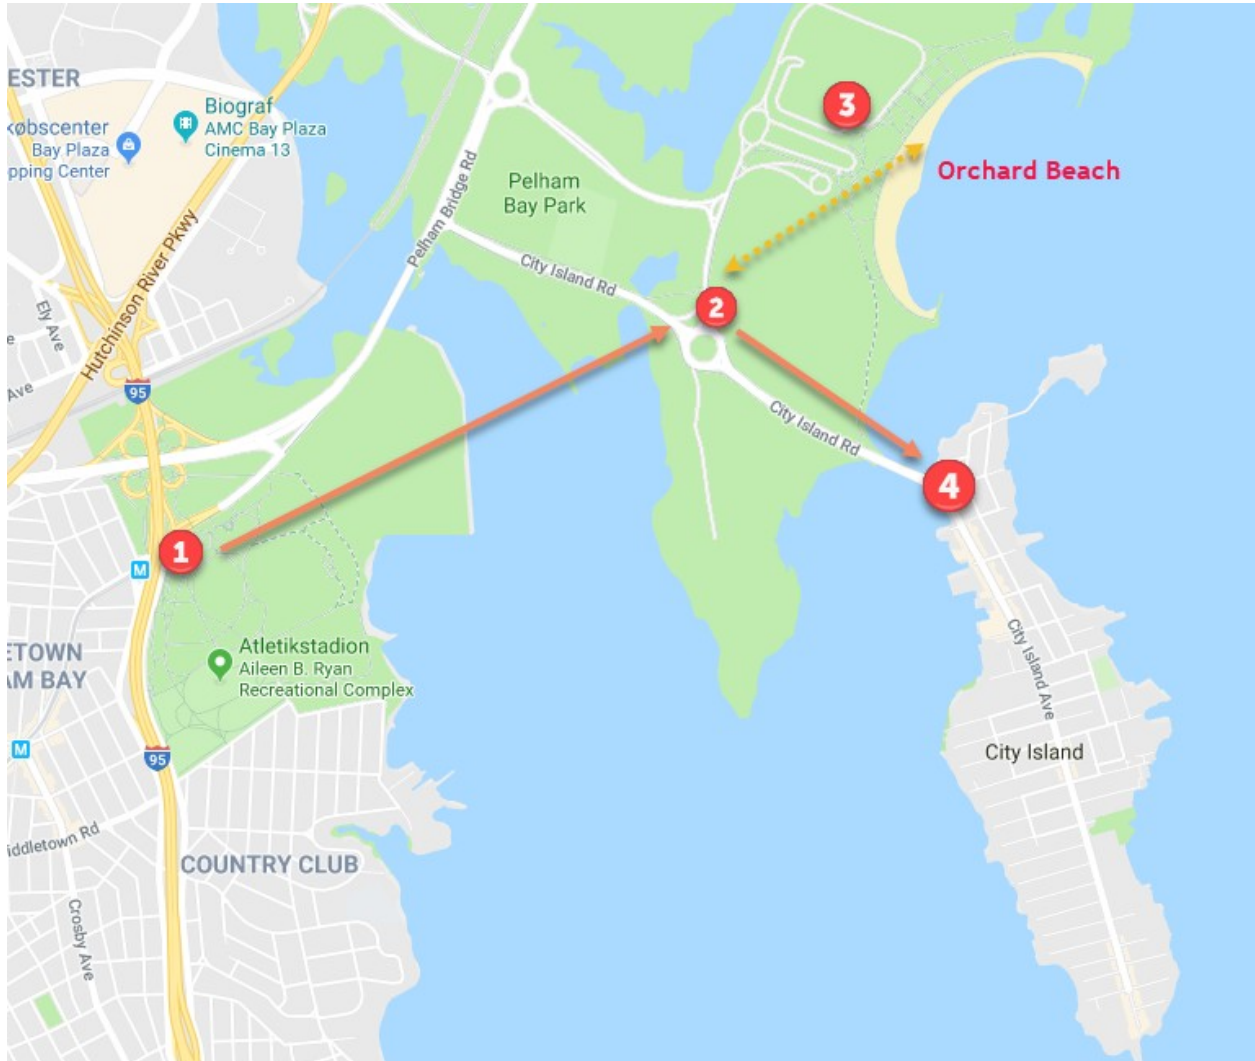 ESTER
købscenter
Bay Plaza
pping Center
Biograf
AMC Bay Plaza
Cinema 13
Hutchinson River Pkwy
Ely Ave
e
Ave
95
Pelham Bridge Rd
Pelham
Bay Park
City Island Rd
3
Orchard Beach
2
City Island Rd
4
1
M
ETOWN
AM BAY
Atletikstadion
Aileen B. Ryan
Recreational Complex
M
95
iddletown Rd
Crosby Ave
COUNTRY CLUB
City Island Ave
City Island